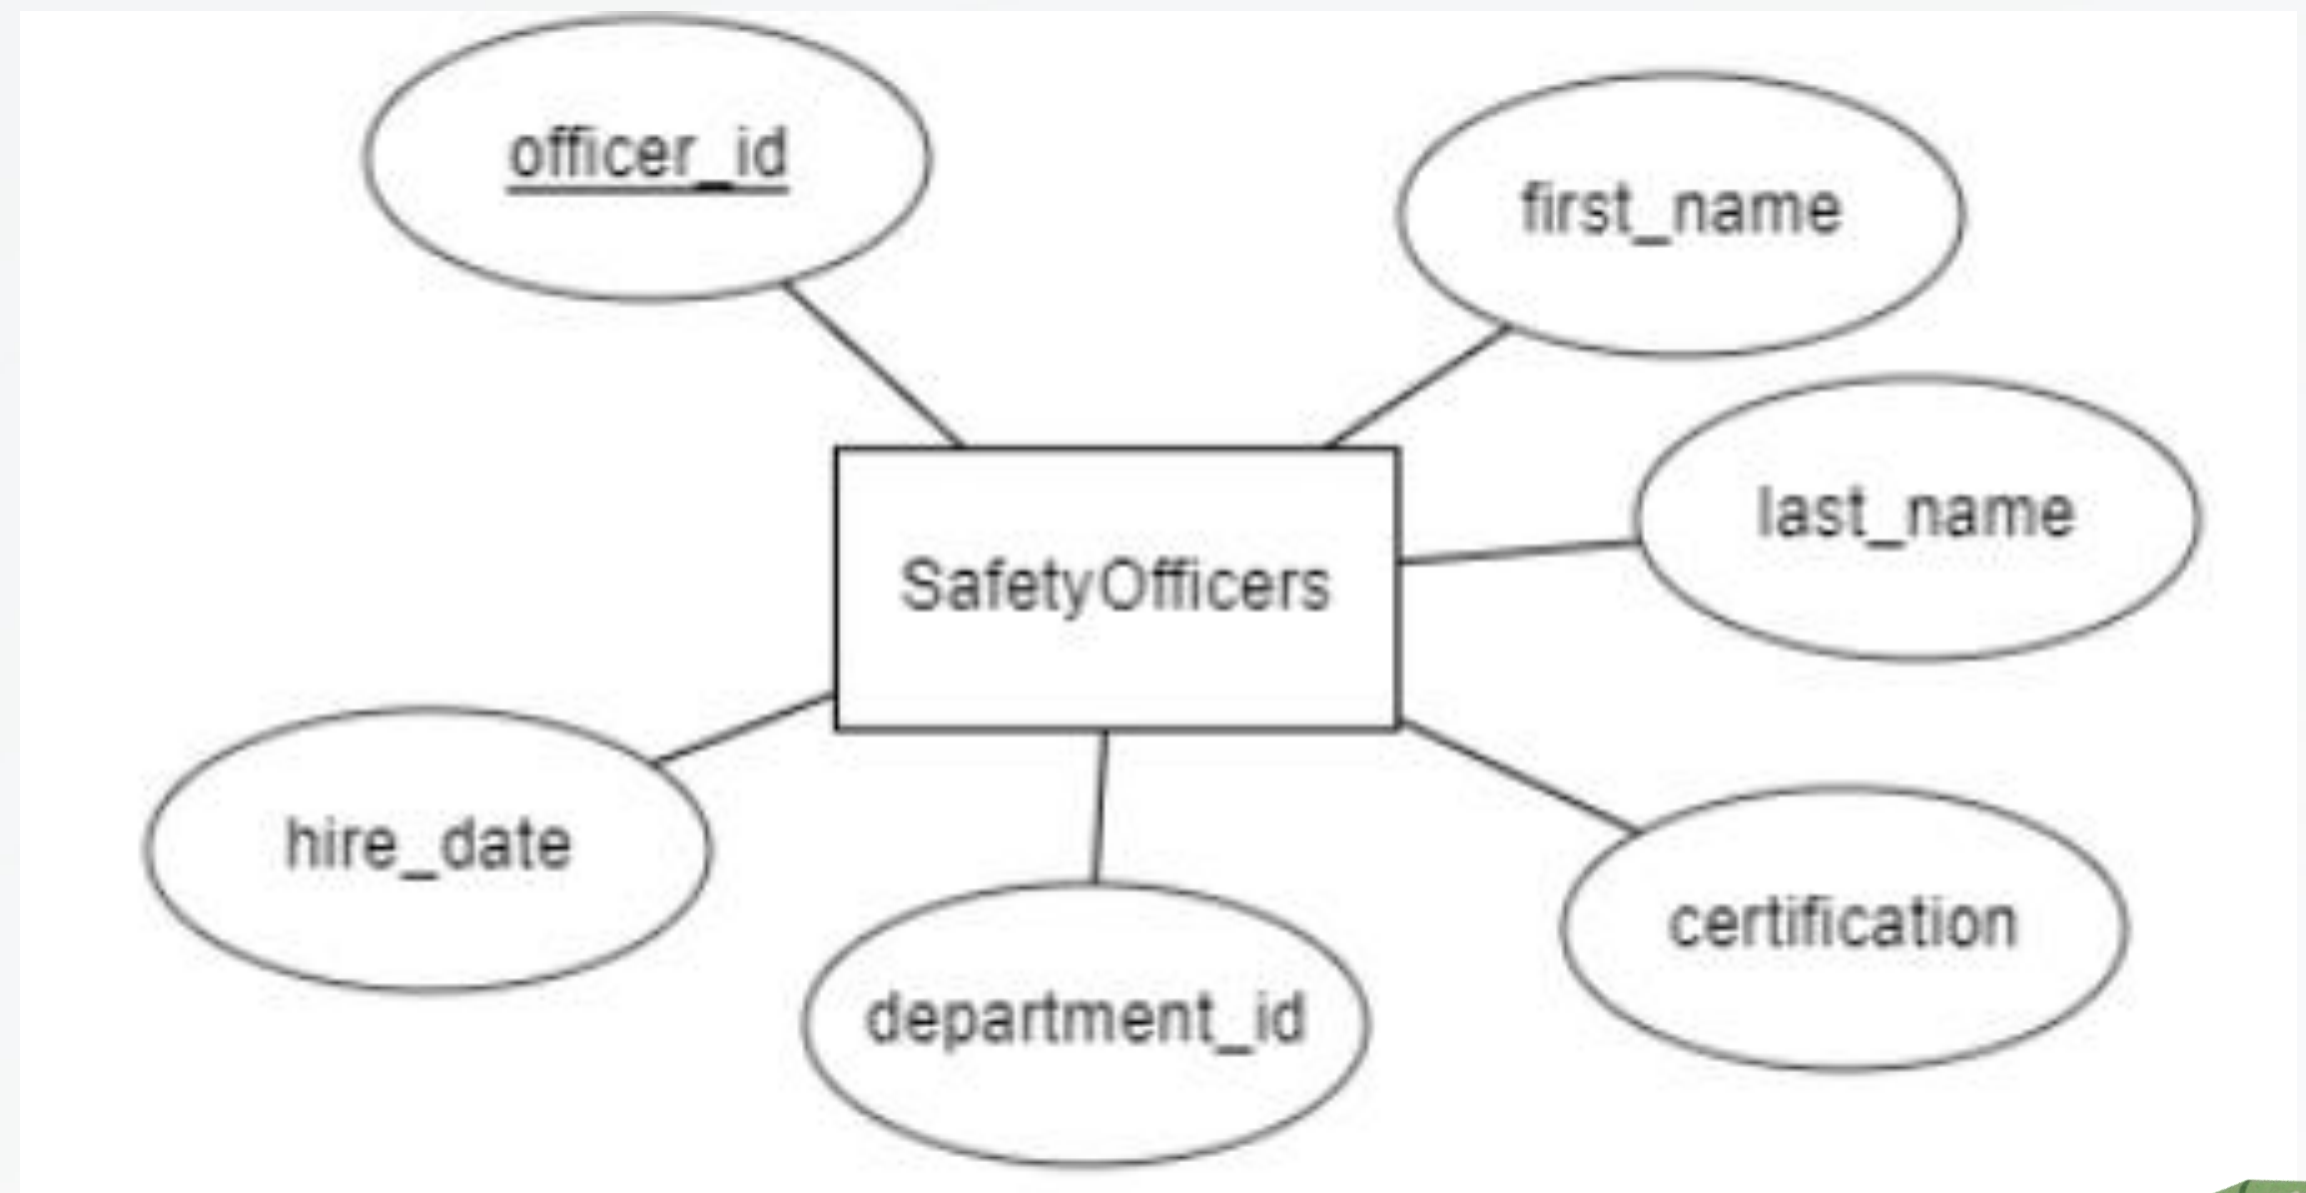 officer_id
first_name
last_name
SafetyOfficers
hire_date
department_id
certification